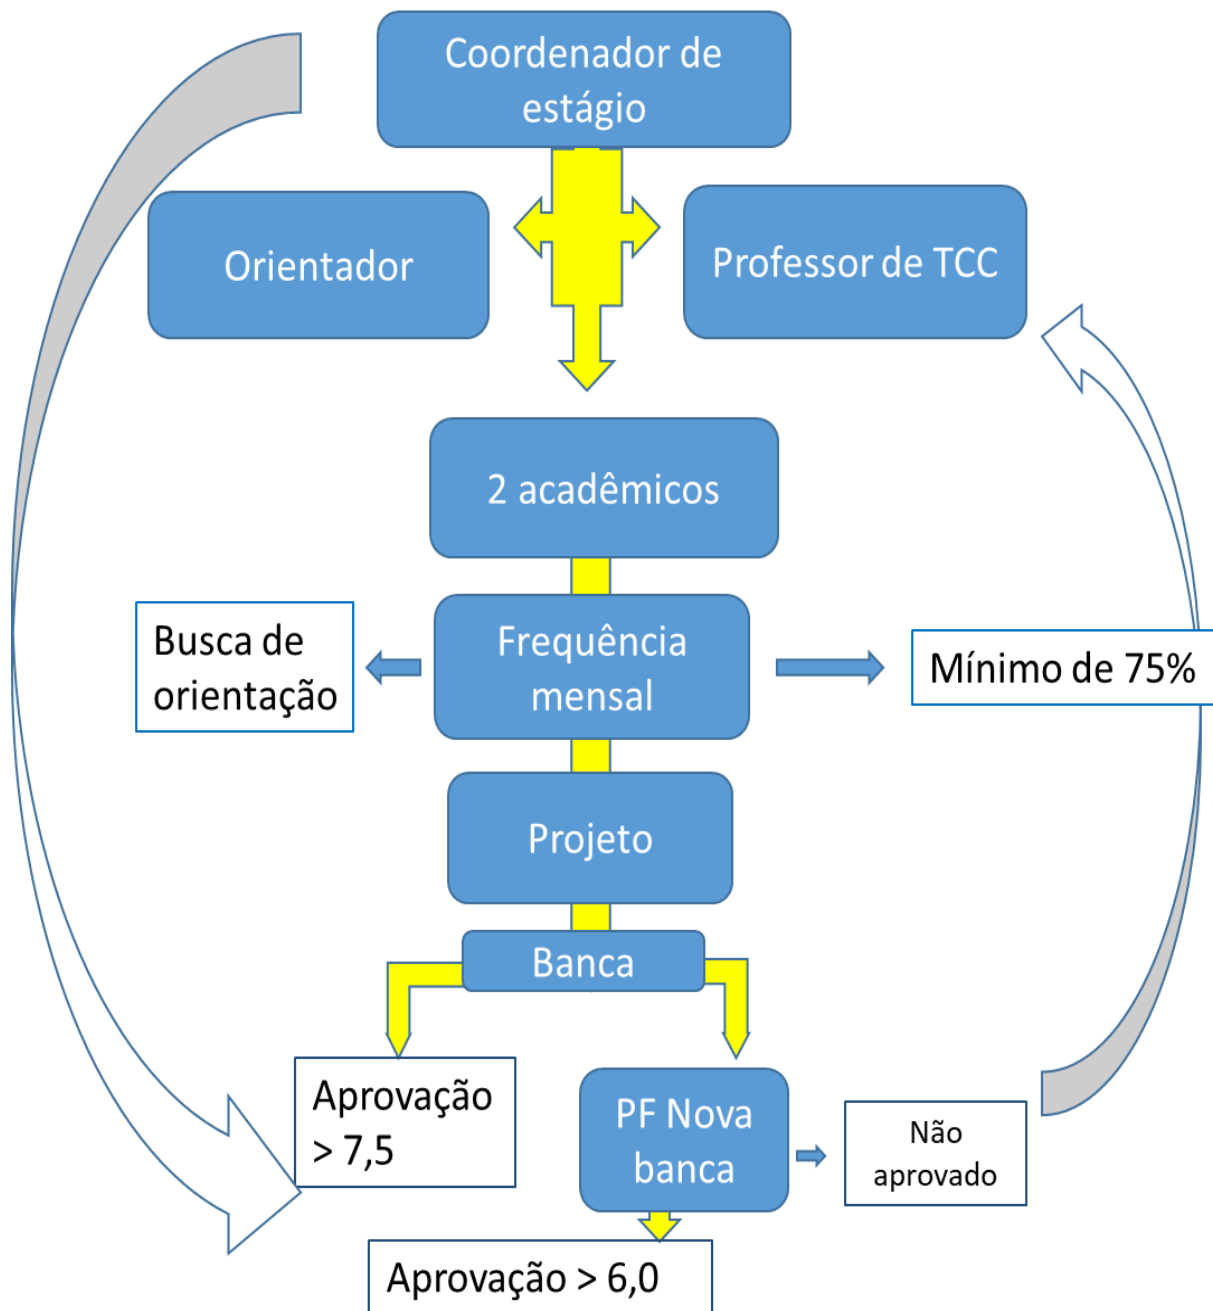 Coordenador de
estágio
Orientador
Professor de TCC
2 acadêmicos
Busca de
orientação
Frequência
mensal
Mínimo de 75%
Projeto
Banca
Aprovação
> 7,5
PF Nova
banca
Não
aprovado
Aprovação > 6,0